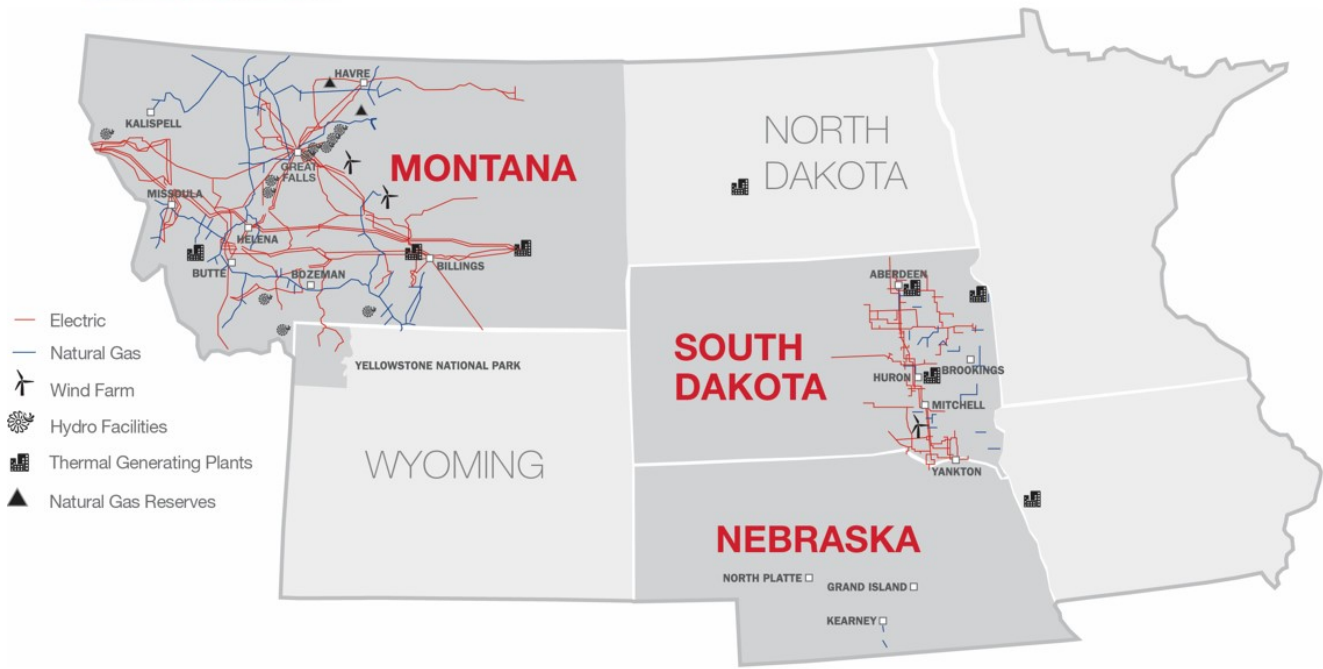 HAVRE
KALISPELL
GREAT
FALLS
MONTANA
MISSOULA
HELENA
BUTTE
BOZEMAN
BILLINGS
NORTH
DAKOTA
ABERDEEN
SOUTH
DAKOTA
HURON
BROOKINGS
MITCHELL
YANKTON
YELLOWSTONE NATIONAL PARK
WYOMING
NEBRASKA
NORTH PLATTE
GRAND ISLAND
KEARNEY
Electric
Natural Gas
Wind Farm
Hydro Facilities
Thermal Generating Plants
Natural Gas Reserves